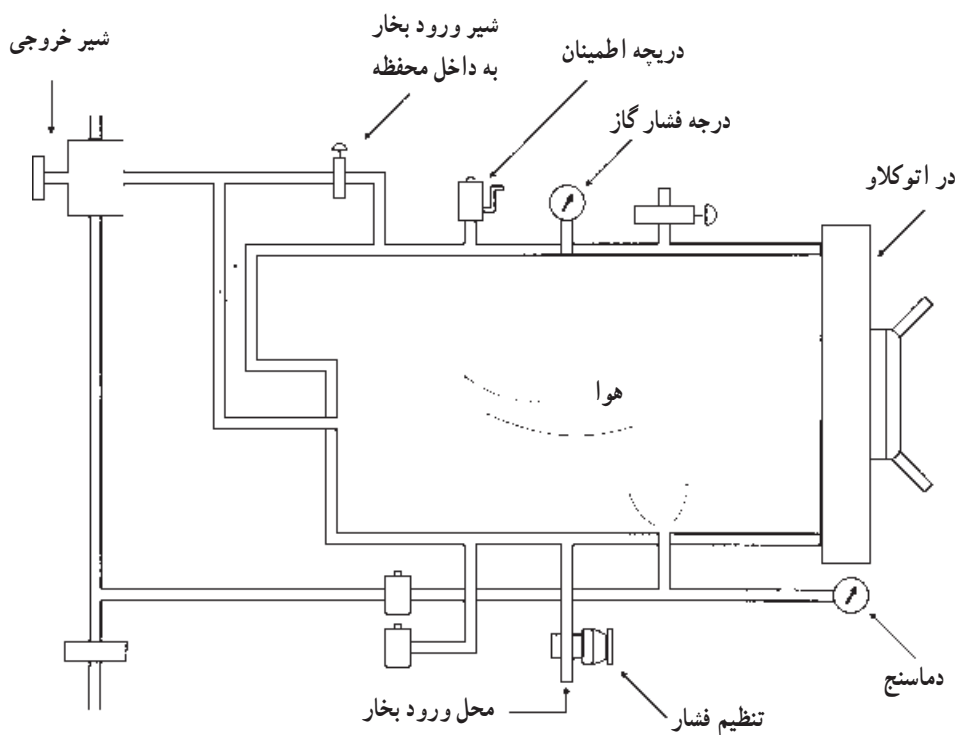 شیر خروجی
شیر ورود بخار
به داخل محفظه
دریچه اطمینان
درجه فشار گاز
در اتوکلاو
هوا
دماسنج
تنظیم فشار
محل ورود بخار